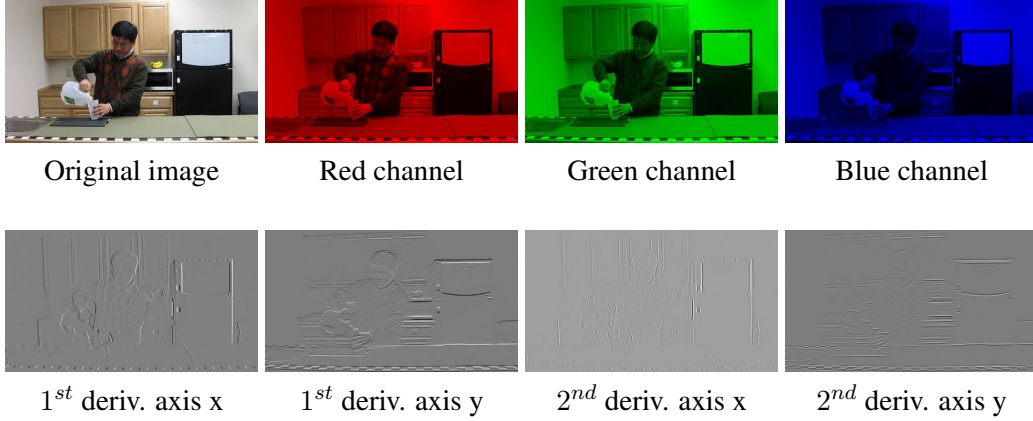 Original image
Red channel
Green channel
Blue channel
1st deriv. axis x
1st deriv. axis y
2nd deriv. axis x
2nd deriv. axis y